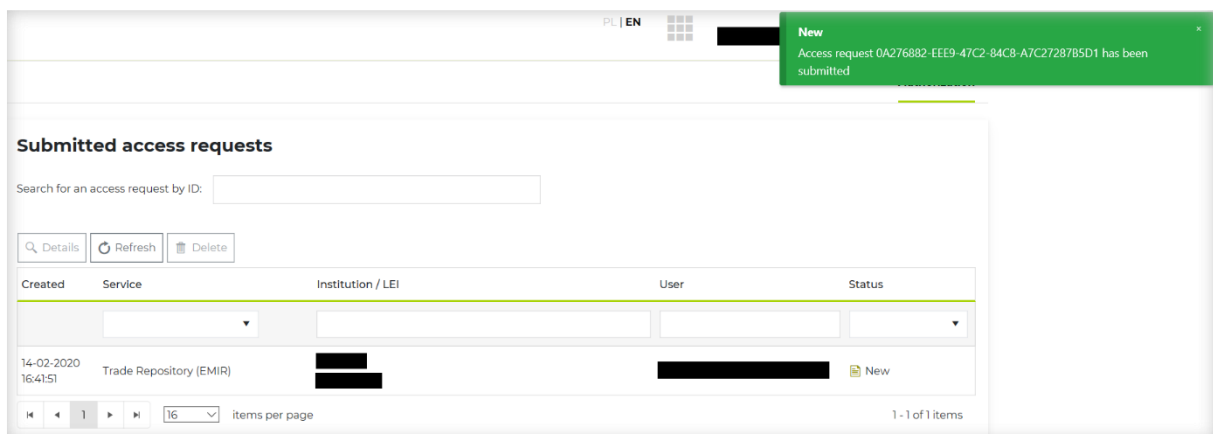 PL | EN
New
×
Access request 0A276882-EEE9-47C2-84C8-A7C27287B5D1 has been
submitted
Authorization
Submitted access requests
Search for an access request by ID:
Details Refresh Delete
Created Service Institution / LEI User Status
14-02-2020
16:41:51
Trade Repository (EMIR) New
1 16 items per page 1 - 1 of 1 items